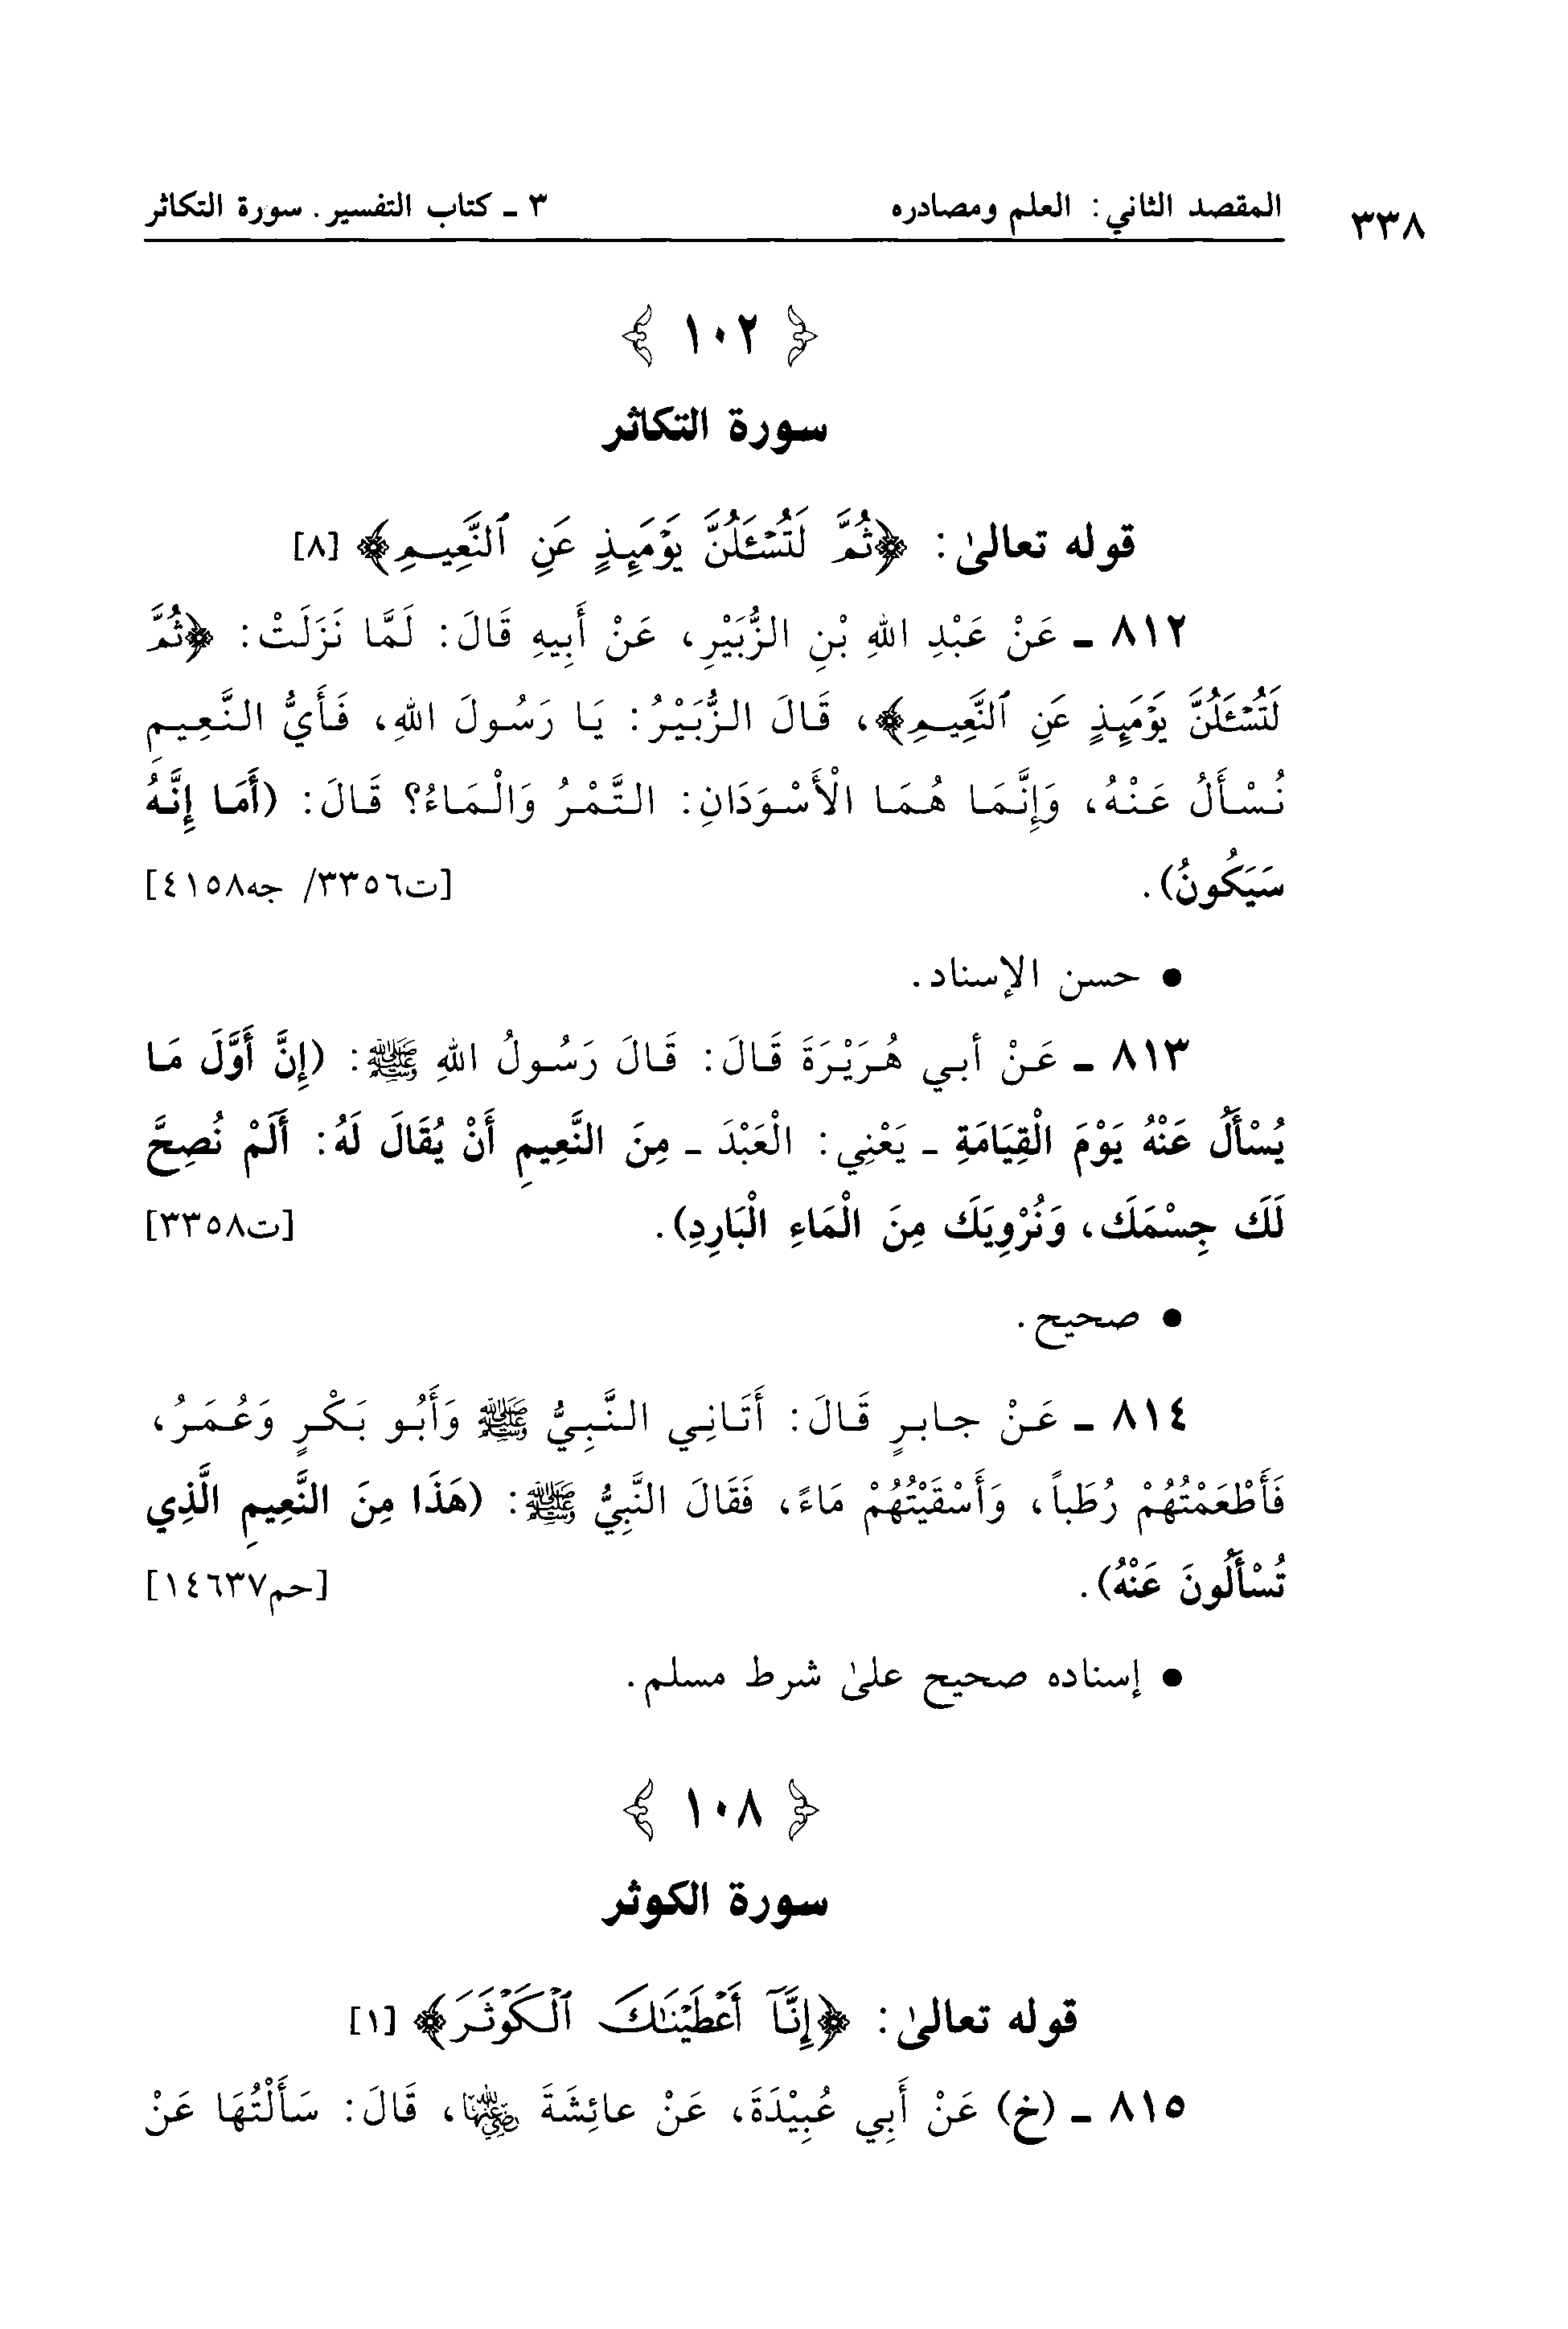 ٣٣٨ المقصد الثاني: العلم ومصادره ٣ ـ كتاب التفسير. سورة التكاثر
﴿ ١٠٢ ﴾
سورة التكاثر
قوله تعالىٰ: ﴿ثُمَّ لَتُسْـَٔلُنَّ يَوْمَئِذٍ عَنِ ٱلنَّعِيمِ﴾ [٨]
٨١٢ ـ عَنْ عَبْدِ اللهِ بْنِ الزُّبَيْرِ، عَنْ أَبِيهِ قَالَ: لَمَّا نَزَلَتْ: ﴿ثُمَّ
لَتُسْـَٔلُنَّ يَوْمَئِذٍ عَنِ ٱلنَّعِيمِ﴾، قَالَ الزُّبَيْرُ: يَا رَسُولَ اللهِ، فَأَيُّ النَّعِيمِ
نُسْأَلُ عَنْهُ، وَإِنَّمَا هُمَا الْأَسْوَدَانِ: التَّمْرُ وَالْمَاءُ؟ قَالَ: (أَمَا إِنَّهُ
سَيَكُونُ). [ت٣٣٥٦/ جه٤١٥٨]
● حسن الإسناد.
٨١٣ ـ عَنْ أبي هُرَيْرَةَ قَالَ: قَالَ رَسُولُ اللهِ ﷺ: (إِنَّ أَوَّلَ مَا
يُسْأَلُ عَنْهُ يَوْمَ الْقِيَامَةِ ـ يَعْنِي: الْعَبْدَ ـ مِنَ النَّعِيمِ أَنْ يُقَالَ لَهُ: أَلَمْ نُصِحَّ
لَكَ جِسْمَكَ، وَنُرْوِيَكَ مِنَ الْمَاءِ الْبَارِدِ). [ت٣٣٥٨]
● صحيح.
٨١٤ ـ عَنْ جابرٍ قَالَ: أَتَانِي النَّبِيُّ ﷺ وَأَبُو بَكْرٍ وَعُمَرُ،
فَأَطْعَمْتُهُمْ رُطَباً، وَأَسْقَيْتُهُمْ مَاءً، فَقَالَ النَّبِيُّ ﷺ: (هَذَا مِنَ النَّعِيمِ الَّذِي
تُسْأَلُونَ عَنْهُ). [حم١٤٦٣٧]
● إسناده صحيح علىٰ شرط مسلم.
﴿ ١٠٨ ﴾
سورة الكوثر
قوله تعالىٰ: ﴿إِنَّآ أَعْطَيْنَٰكَ ٱلْكَوْثَرَ﴾ [١]
٨١٥ ـ (خ) عَنْ أَبِي عُبَيْدَةَ، عَنْ عائِشَةَ رضي الله عنها، قَالَ: سَأَلْتُهَا عَنْ